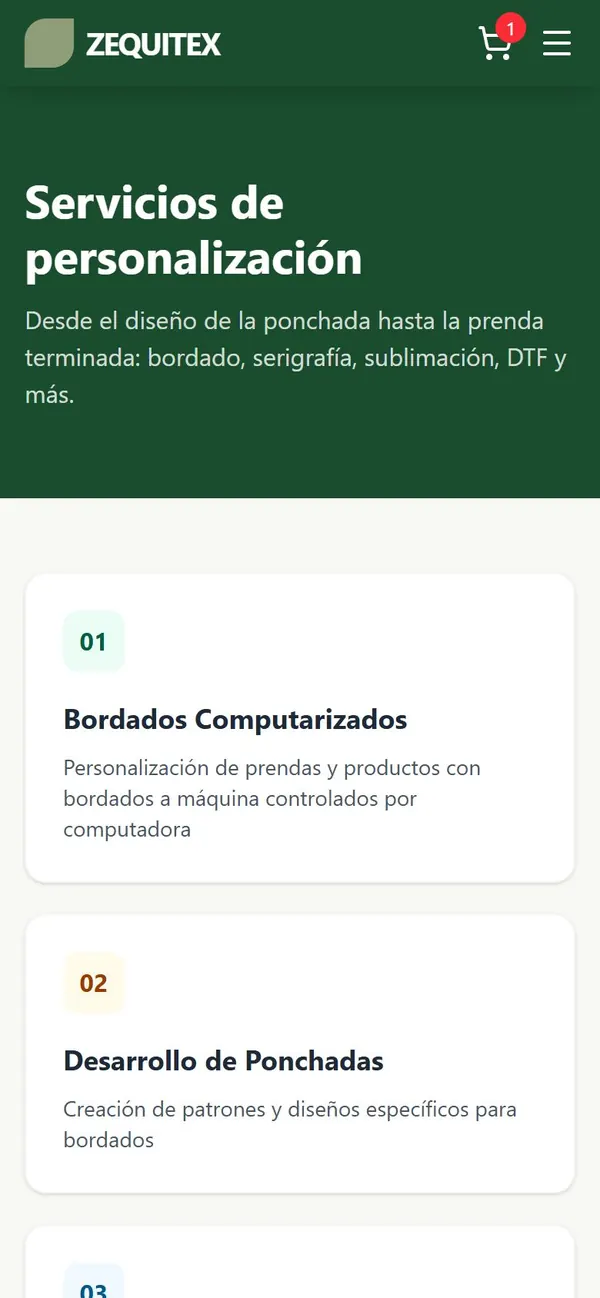 ZEQUITEX
1
Servicios de
personalización
Desde el diseño de la ponchada hasta la prenda
terminada: bordado, serigrafía, sublimación, DTF y
más.
01
Bordados Computarizados
Personalización de prendas y productos con
bordados a máquina controlados por
computadora
02
Desarrollo de Ponchadas
Creación de patrones y diseños específicos para
bordados
03